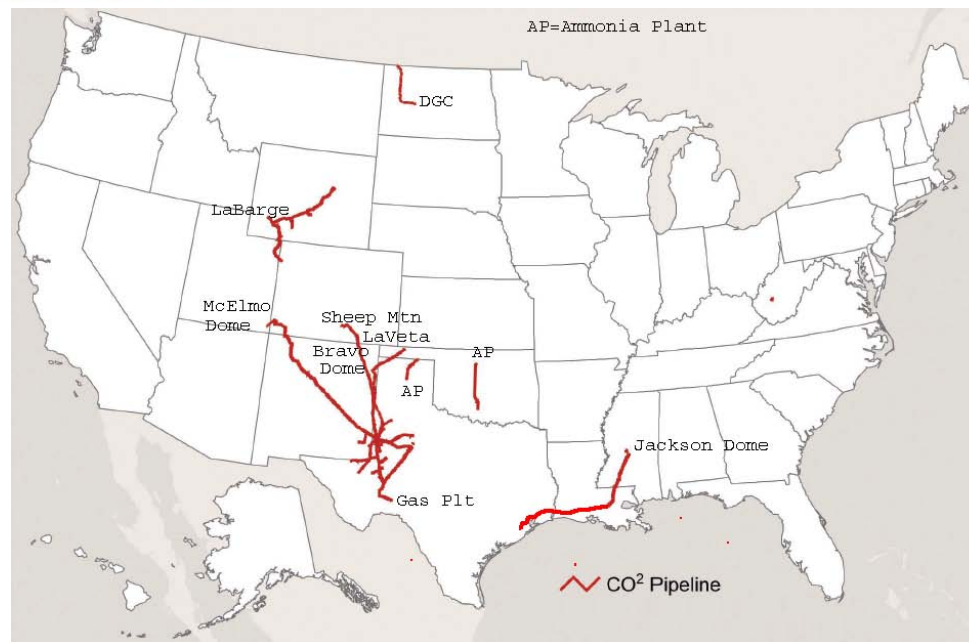 AP=Ammonia Plant
DGC
LaBarge
McElmo
Dome
Sheep Mtn
LaVeta
Bravo
Dome
AP
AP
Jackson Dome
Gas Plt
CO² Pipeline